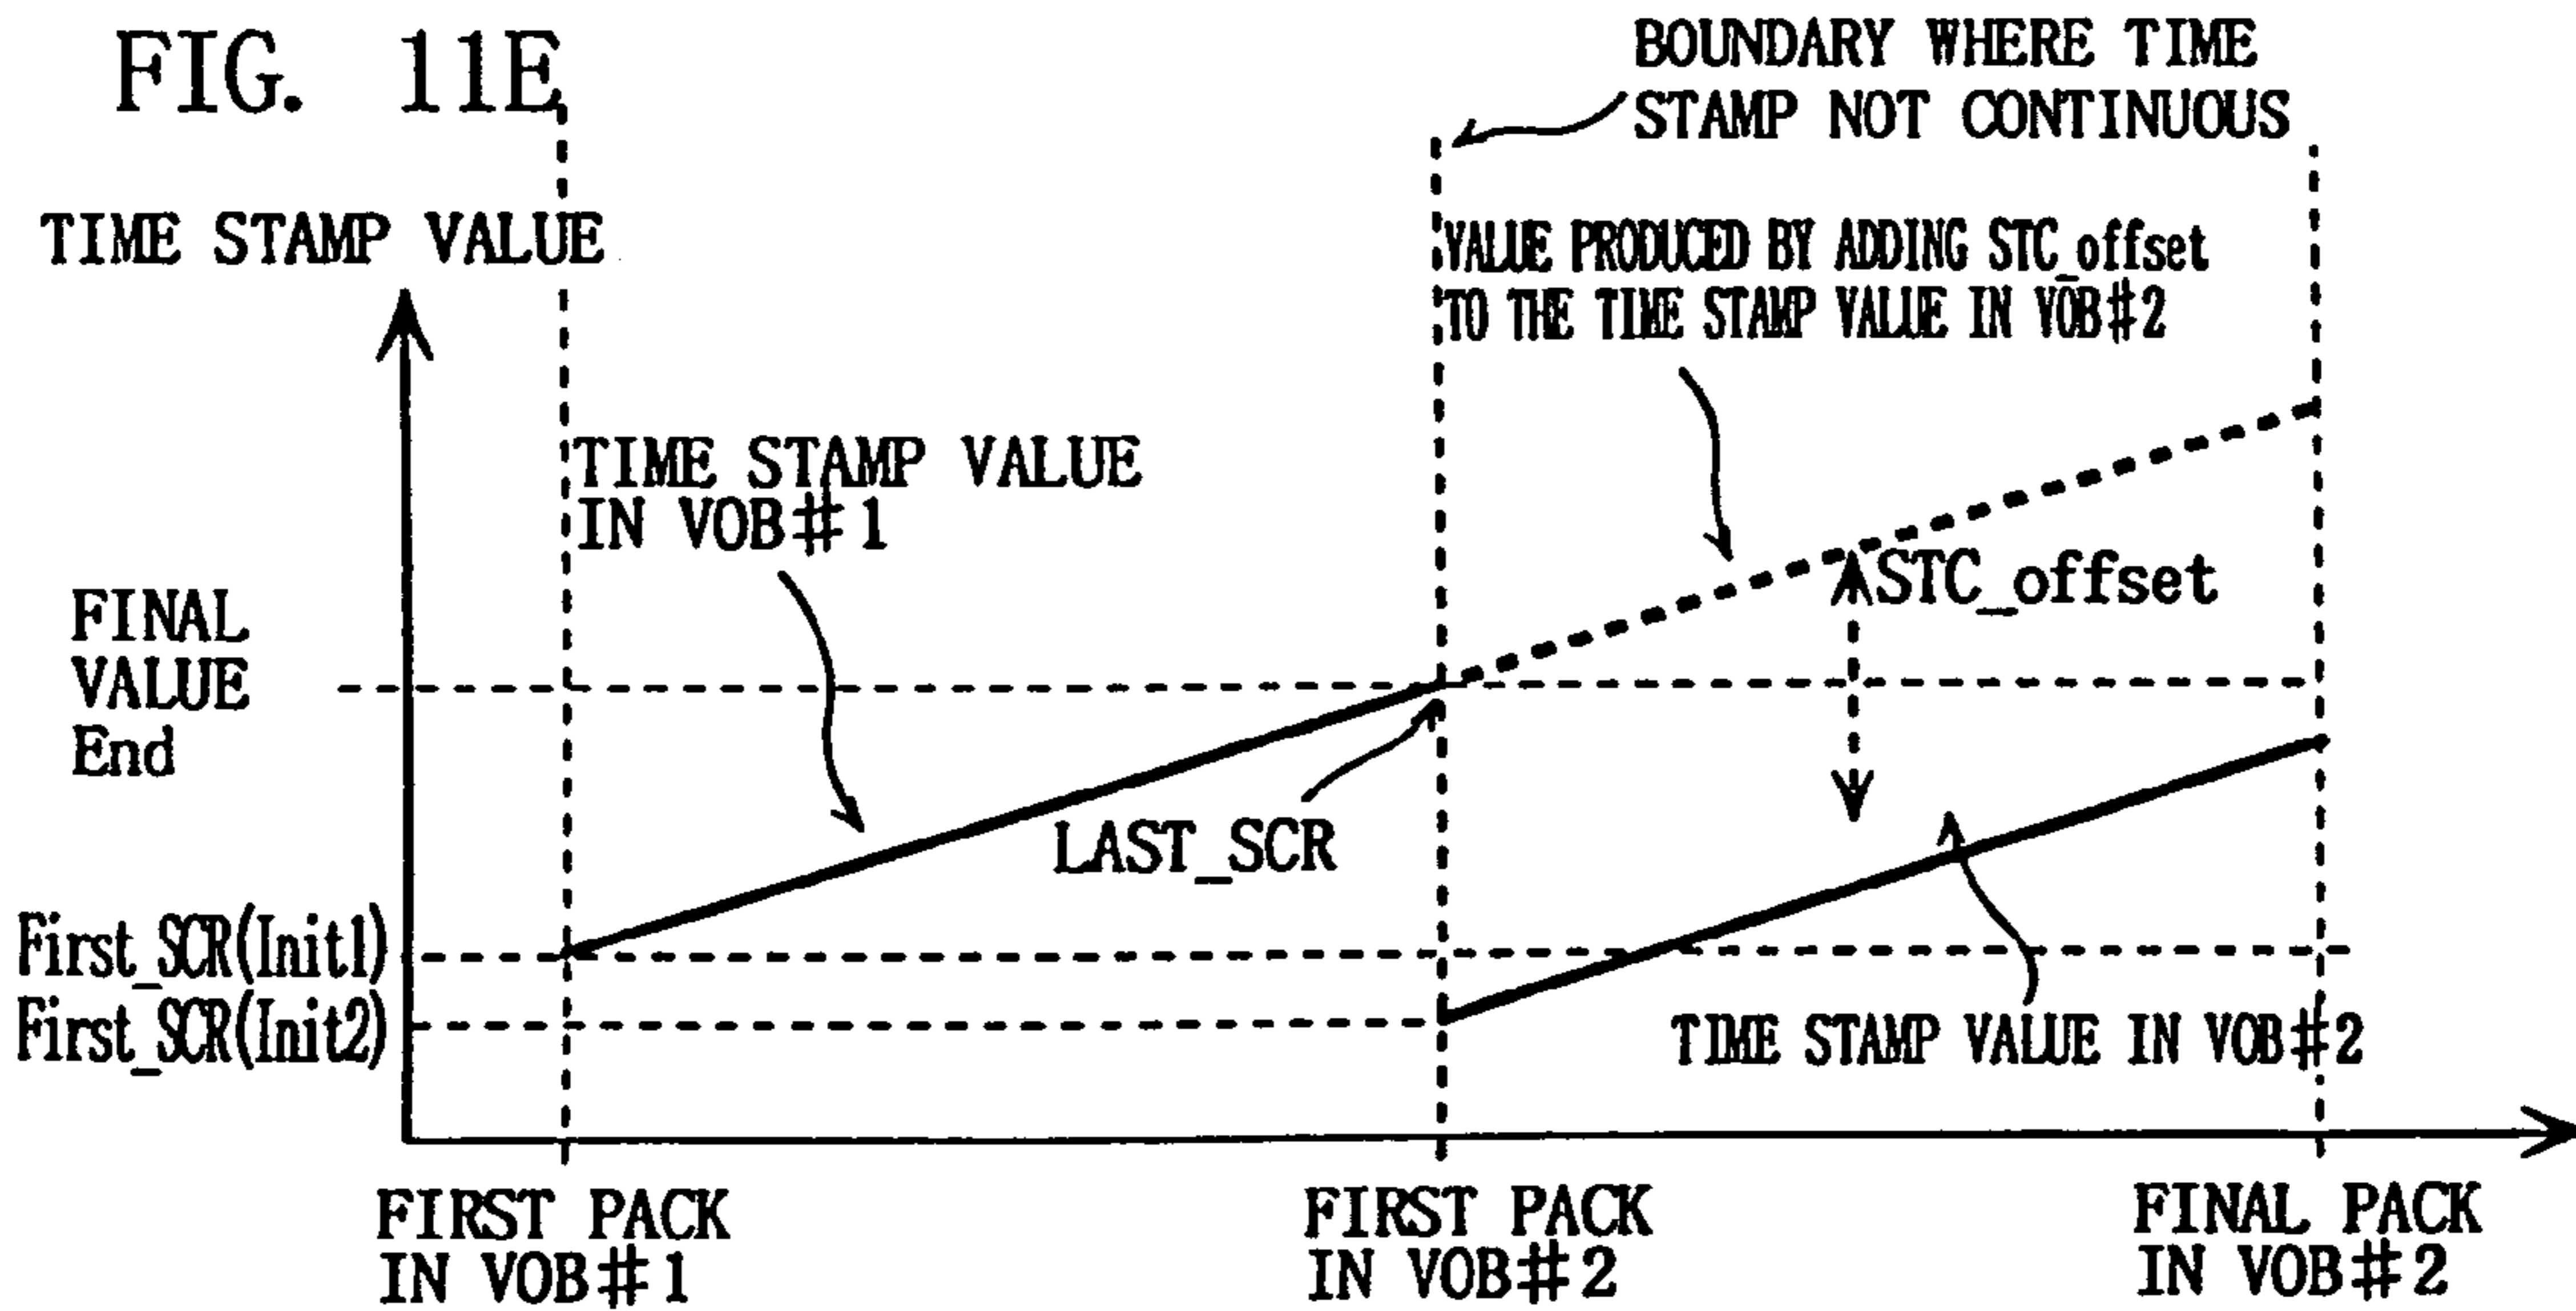 FIG. 11E
BOUNDARY WHERE TIME
STAMP NOT CONTINUOUS
TIME STAMP VALUE
VALUE PRODUCED BY ADDING STC_offset
TO THE TIME STAMP VALUE IN VOB#2
TIME STAMP VALUE
IN VOB#1
FINAL
VALUE
End
STC_offset
LAST_SCR
First_SCR(Init1)
First_SCR(Init2)
TIME STAMP VALUE IN VOB#2
FIRST PACK
IN VOB#1
FIRST PACK
IN VOB#2
FINAL PACK
IN VOB#2